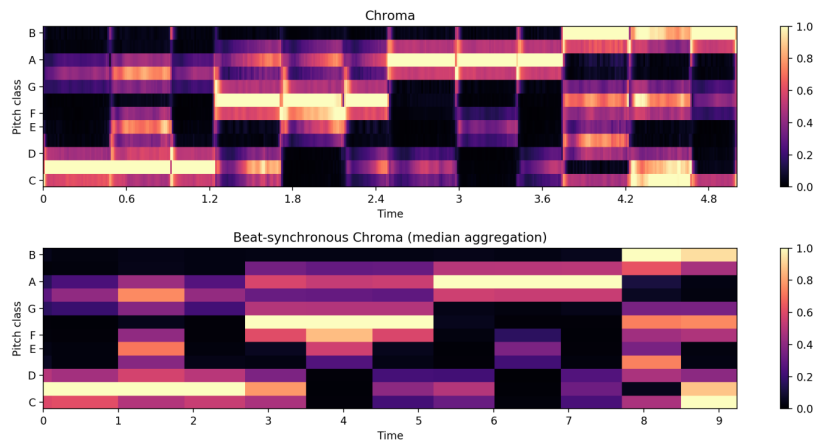 Chroma
Pitch class
B
A
G
F
E
D
C
0 0.6 1.2 1.8 2.4 3 3.6 4.2 4.8
Time
1.0
0.8
0.6
0.4
0.2
0.0
Beat-synchronous Chroma (median aggregation)
Pitch class
B
A
G
F
E
D
C
0 1 2 3 4 5 6 7 8 9
Time
1.0
0.8
0.6
0.4
0.2
0.0